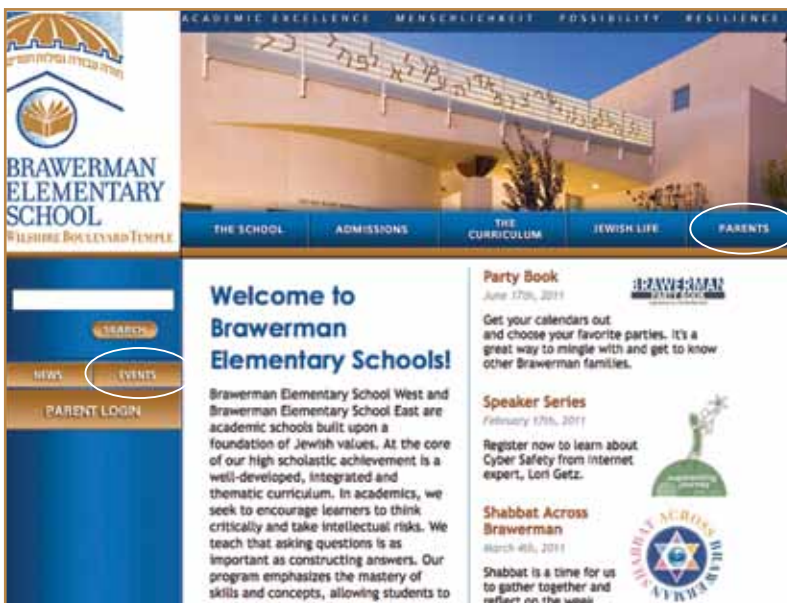 ACADEMIC EXCELLENCE MENSCHLICHKEIT POSSIBILITY RESILIENCE
תורה עבודה גמילות חסדים
BRAWERMAN
ELEMENTARY
SCHOOL
WILSHIRE BOULEVARD TEMPLE
THE SCHOOL
ADMISSIONS
THE
CURRICULUM
JEWISH LIFE
PARENTS
SEARCH
NEWS
EVENTS
PARENT LOGIN
Welcome to
Brawerman
Elementary Schools!
Brawerman Elementary School West and
Brawerman Elementary School East are
academic schools built upon a
foundation of Jewish values. At the core
of our high scholastic achievement is a
well-developed, integrated and
thematic curriculum. In academics, we
seek to encourage learners to think
critically and take intellectual risks. We
teach that asking questions is as
important as constructing answers. Our
program emphasizes the mastery of
skills and concepts, allowing students to
Party Book
June 17th, 2011
BRAWERMAN
PARTY BOOK
Get your calendars out
and choose your favorite parties. It's a
great way to mingle with and get to know
other Brawerman families.
Speaker Series
February 17th, 2011
Register now to learn about
Cyber Safety from Internet
expert, Lori Getz.
Shabbat Across
Brawerman
March 4th, 2011
Shabbat is a time for us
to gather together and
reflect on the week
SHABBAT ACROSS BRAWERMAN